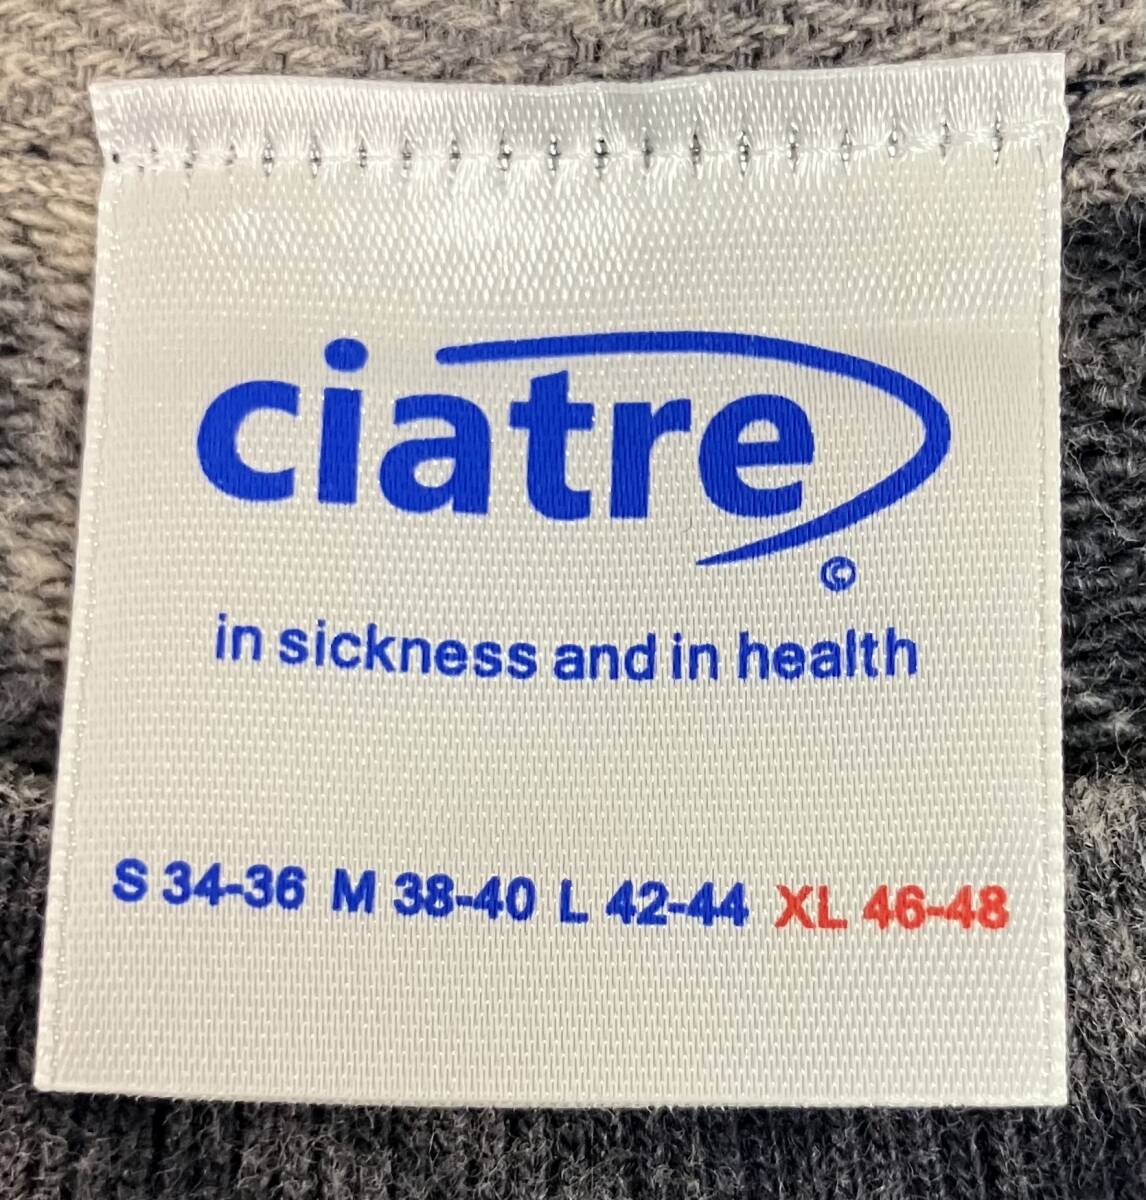 ciatre
©
in sickness and in health
S 34-36 M 38-40 L 42-44 XL 46-48